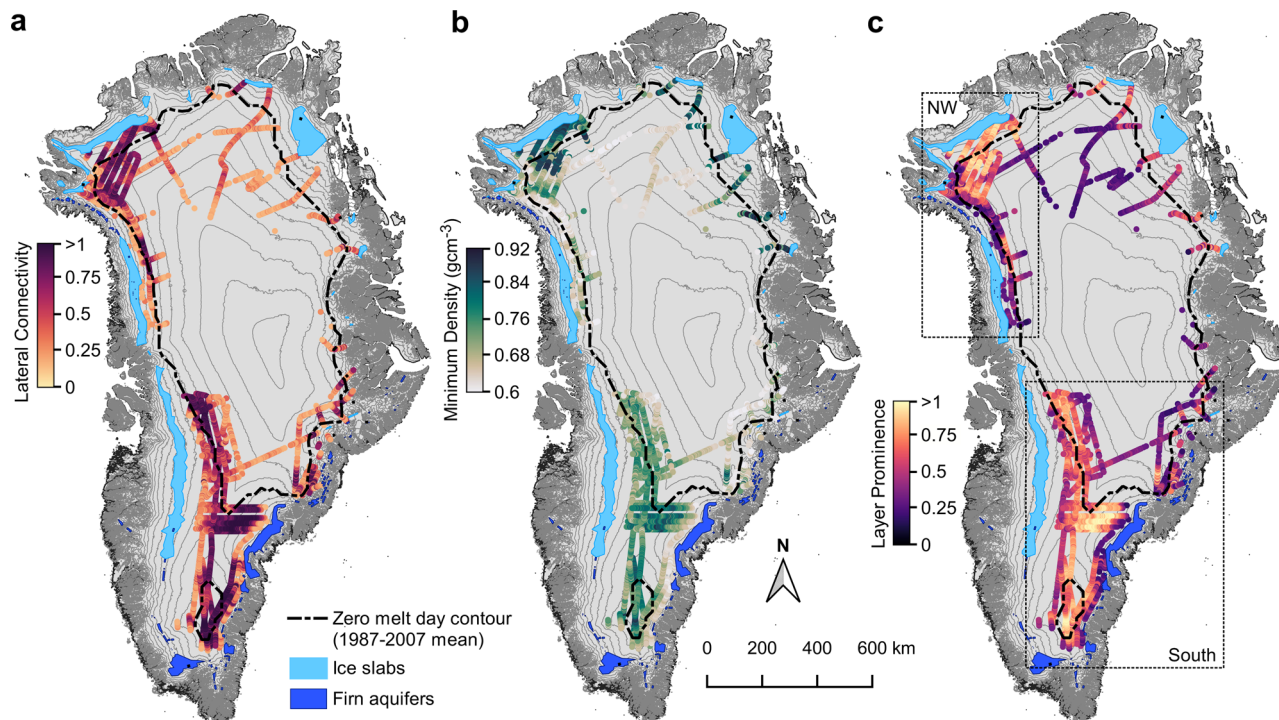 a
b
c
NW
Lateral Connectivity
>1
0.75
0.5
0.25
0
Minimum Density (gcm⁻³)
0.92
0.84
0.76
0.68
0.6
Layer Prominence
>1
0.75
0.5
0.25
0
Zero melt day contour
(1987-2007 mean)
Ice slabs
Firn aquifers
N
0 200 400 600 km
South